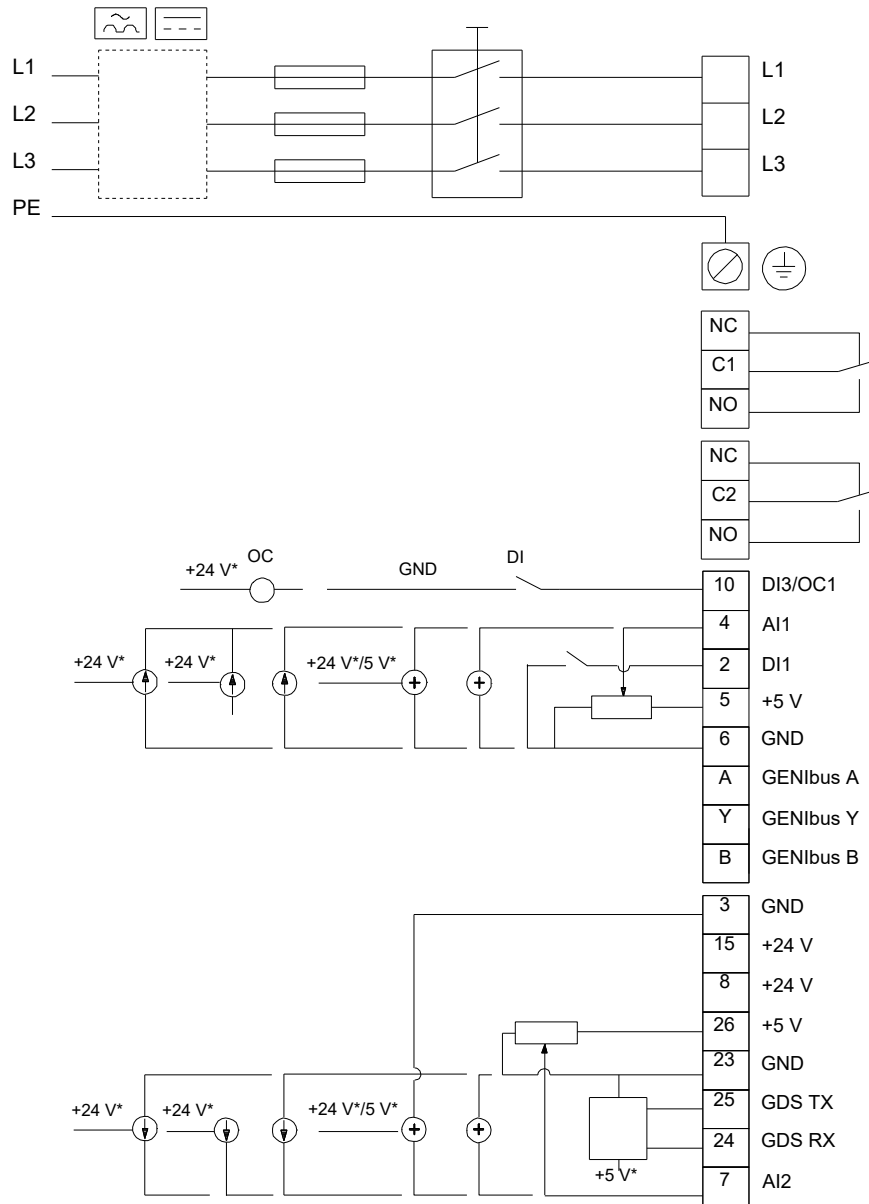 L1 L1
L2 L2
L3 L3
PE
NC
C1
NO
NC
C2
NO
+24 V* OC GND DI 10 DI3/OC1
4 AI1
+24 V* +24 V* +24 V*/5 V* 2 DI1
5 +5 V
6 GND
A GENIbus A
Y GENIbus Y
B GENIbus B
3 GND
15 +24 V
8 +24 V
26 +5 V
23 GND
+24 V* +24 V* +24 V*/5 V* 25 GDS TX
24 GDS RX
+5 V*
7 AI2